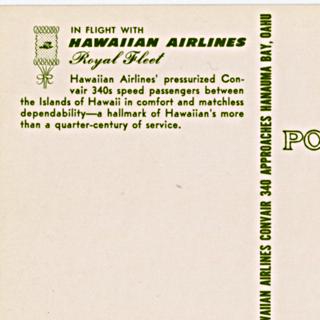 IN FLIGHT WITH
HAWAIIAN AIRLINES
Royal Fleet
Hawaiian Airlines' pressurized Con-
vair 340s speed passengers between
the Islands of Hawaii in comfort and matchless
dependability—a hallmark of Hawaiian's more
than a quarter-century of service.
AIIAN AIRLINES CONVAIR 340 APPROACHES HANAUMA BAY, OAHU
PO